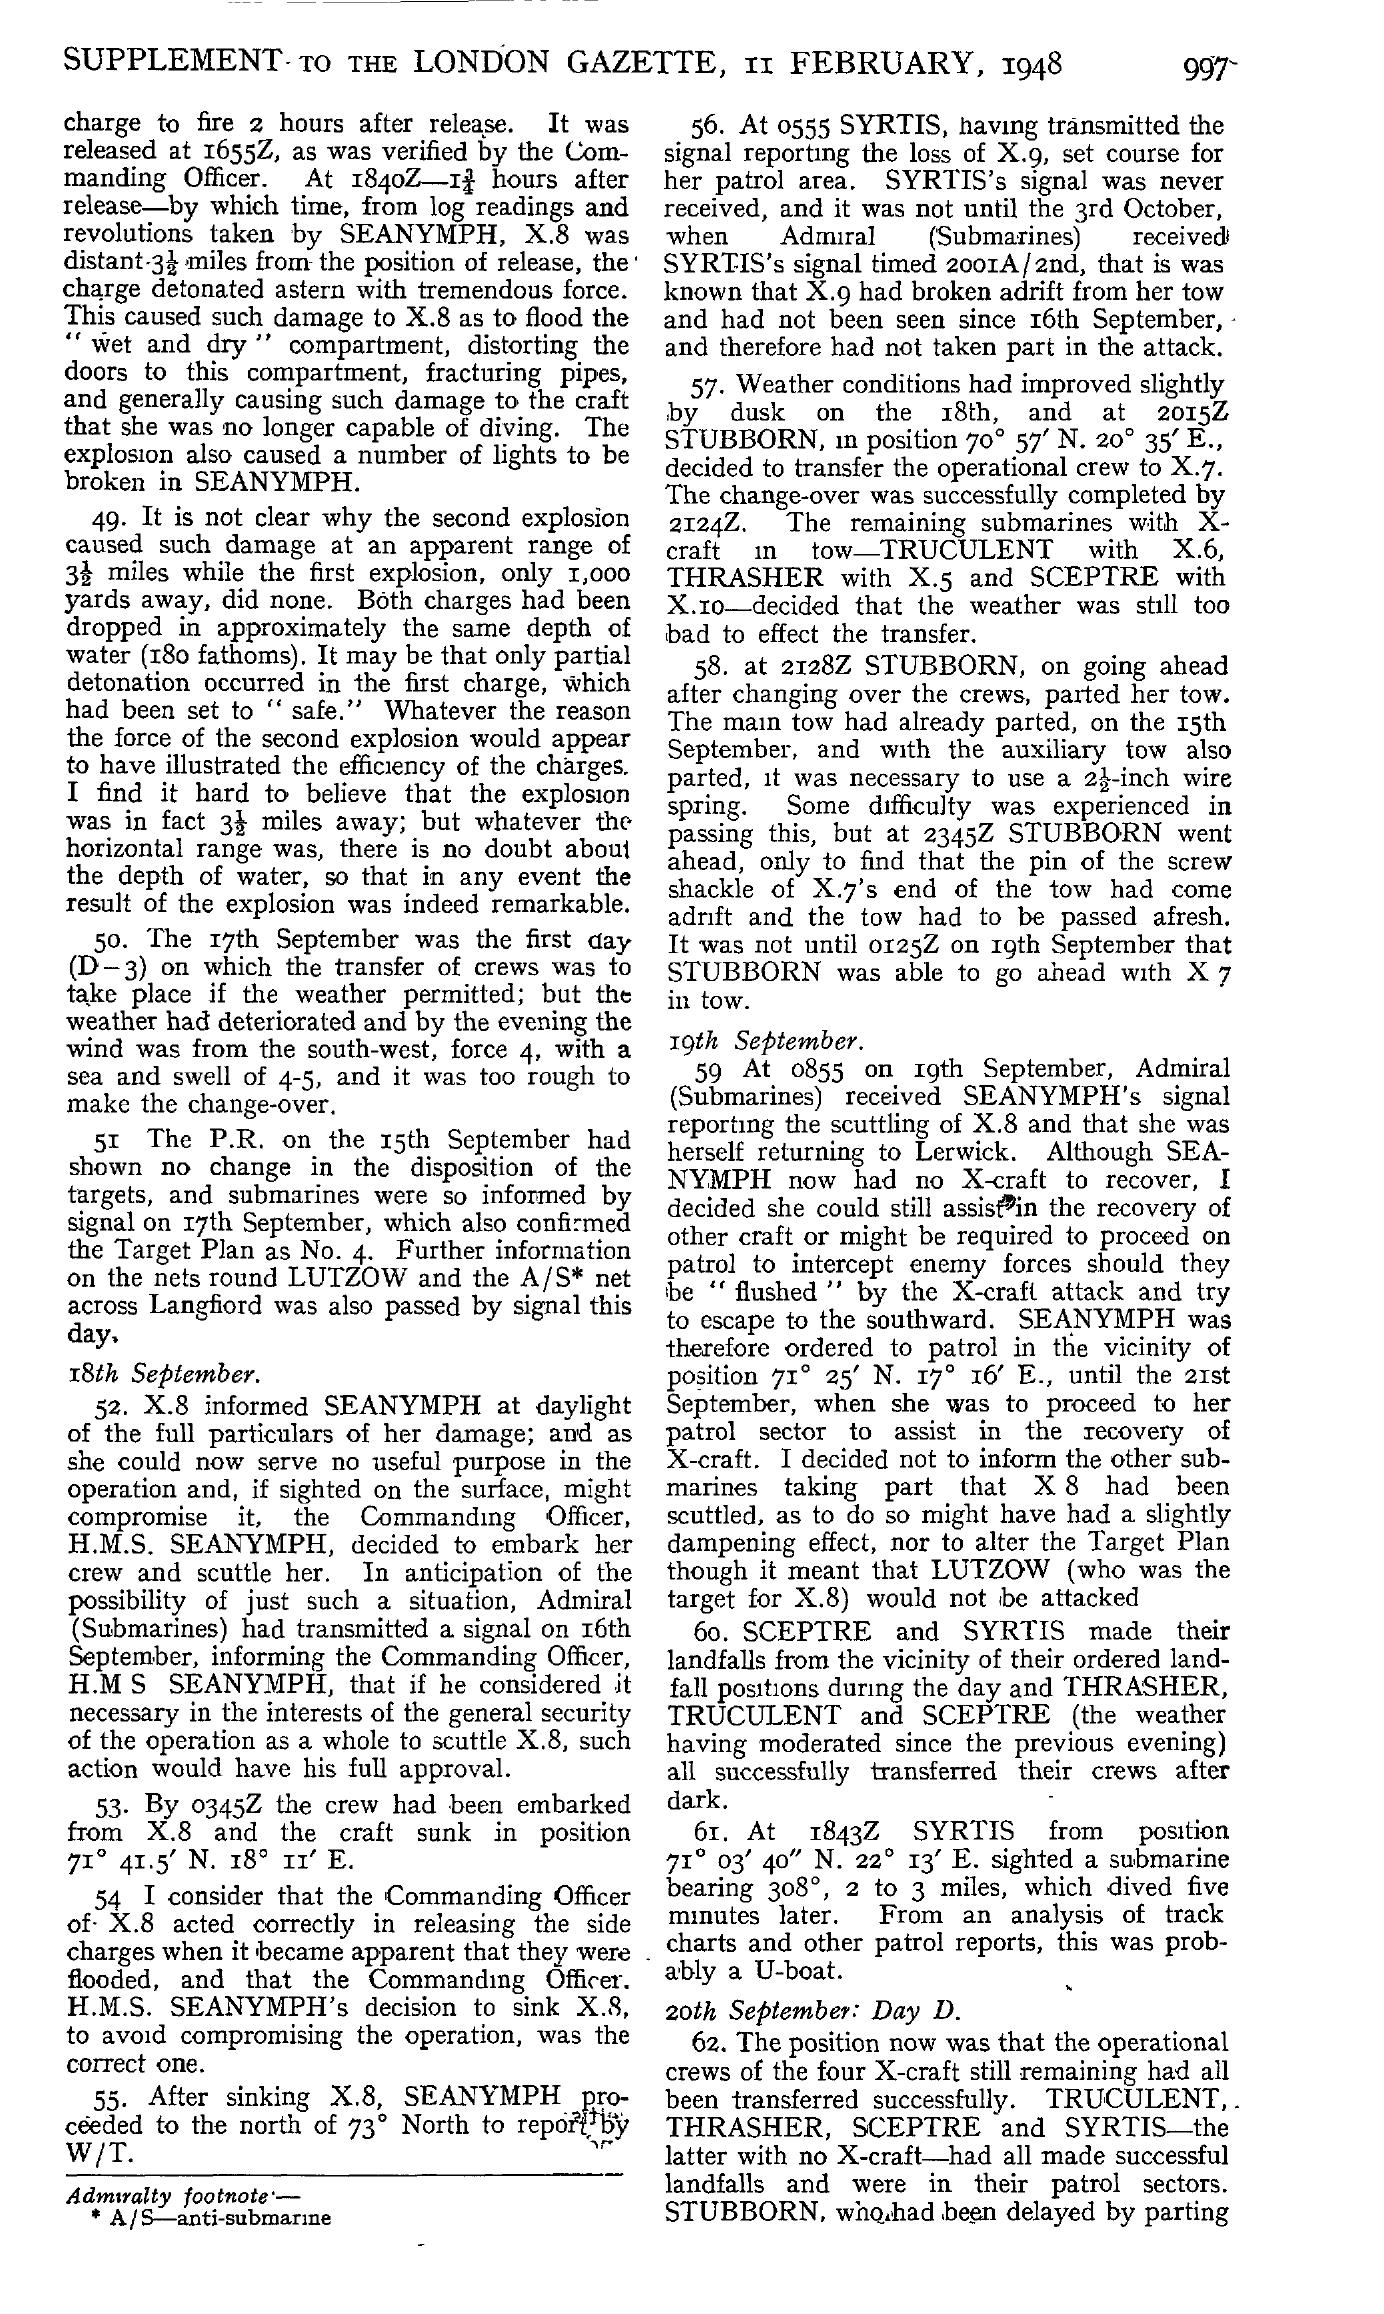 SUPPLEMENT TO THE LONDON GAZETTE, 11 FEBRUARY, 1948 997
charge to fire 2 hours after release. It was
released at 1655Z, as was verified by the Com-
manding Officer. At 1840Z—1¾ hours after
release—by which time, from log readings and
revolutions taken by SEANYMPH, X.8 was
distant 3½ miles from the position of release, the
charge detonated astern with tremendous force.
This caused such damage to X.8 as to flood the
" wet and dry " compartment, distorting the
doors to this compartment, fracturing pipes,
and generally causing such damage to the craft
that she was no longer capable of diving. The
explosion also caused a number of lights to be
broken in SEANYMPH.
49. It is not clear why the second explosion
caused such damage at an apparent range of
3½ miles while the first explosion, only 1,000
yards away, did none. Both charges had been
dropped in approximately the same depth of
water (180 fathoms). It may be that only partial
detonation occurred in the first charge, which
had been set to " safe." Whatever the reason
the force of the second explosion would appear
to have illustrated the efficiency of the charges.
I find it hard to believe that the explosion
was in fact 3½ miles away; but whatever the
horizontal range was, there is no doubt about
the depth of water, so that in any event the
result of the explosion was indeed remarkable.
50. The 17th September was the first day
(D–3) on which the transfer of crews was to
take place if the weather permitted; but the
weather had deteriorated and by the evening the
wind was from the south-west, force 4, with a
sea and swell of 4-5, and it was too rough to
make the change-over.
51 The P.R. on the 15th September had
shown no change in the disposition of the
targets, and submarines were so informed by
signal on 17th September, which also confirmed
the Target Plan as No. 4. Further information
on the nets round LUTZOW and the A/S* net
across Langfiord was also passed by signal this
day.
18th September.
52. X.8 informed SEANYMPH at daylight
of the full particulars of her damage; and as
she could now serve no useful purpose in the
operation and, if sighted on the surface, might
compromise it, the Commanding Officer,
H.M.S. SEANYMPH, decided to embark her
crew and scuttle her. In anticipation of the
possibility of just such a situation, Admiral
(Submarines) had transmitted a signal on 16th
September, informing the Commanding Officer,
H.M S SEANYMPH, that if he considered it
necessary in the interests of the general security
of the operation as a whole to scuttle X.8, such
action would have his full approval.
53. By 0345Z the crew had been embarked
from X.8 and the craft sunk in position
71° 41.5′ N. 18° 11′ E.
54 I consider that the Commanding Officer
of X.8 acted correctly in releasing the side
charges when it became apparent that they were
flooded, and that the Commanding Officer.
H.M.S. SEANYMPH's decision to sink X.8,
to avoid compromising the operation, was the
correct one.
55. After sinking X.8, SEANYMPH pro-
ceeded to the north of 73° North to report by
W/T.
Admiralty footnote—
* A/S—anti-submarine
56. At 0555 SYRTIS, having transmitted the
signal reporting the loss of X.9, set course for
her patrol area. SYRTIS's signal was never
received, and it was not until the 3rd October,
when Admiral (Submarines) received
SYRTIS's signal timed 2001A/2nd, that is was
known that X.9 had broken adrift from her tow
and had not been seen since 16th September,
and therefore had not taken part in the attack.
57. Weather conditions had improved slightly
by dusk on the 18th, and at 2015Z
STUBBORN, in position 70° 57′ N. 20° 35′ E.,
decided to transfer the operational crew to X.7.
The change-over was successfully completed by
2124Z. The remaining submarines with X-
craft in tow—TRUCULENT with X.6,
THRASHER with X.5 and SCEPTRE with
X.10—decided that the weather was still too
bad to effect the transfer.
58. at 2128Z STUBBORN, on going ahead
after changing over the crews, parted her tow.
The main tow had already parted, on the 15th
September, and with the auxiliary tow also
parted, it was necessary to use a 2½-inch wire
spring. Some difficulty was experienced in
passing this, but at 2345Z STUBBORN went
ahead, only to find that the pin of the screw
shackle of X.7's end of the tow had come
adrift and the tow had to be passed afresh.
It was not until 0125Z on 19th September that
STUBBORN was able to go ahead with X 7
in tow.
19th September.
59 At 0855 on 19th September, Admiral
(Submarines) received SEANYMPH's signal
reporting the scuttling of X.8 and that she was
herself returning to Lerwick. Although SEA-
NYMPH now had no X-craft to recover, I
decided she could still assist in the recovery of
other craft or might be required to proceed on
patrol to intercept enemy forces should they
be " flushed " by the X-craft attack and try
to escape to the southward. SEANYMPH was
therefore ordered to patrol in the vicinity of
position 71° 25′ N. 17° 16′ E., until the 21st
September, when she was to proceed to her
patrol sector to assist in the recovery of
X-craft. I decided not to inform the other sub-
marines taking part that X 8 had been
scuttled, as to do so might have had a slightly
dampening effect, nor to alter the Target Plan
though it meant that LUTZOW (who was the
target for X.8) would not be attacked
60. SCEPTRE and SYRTIS made their
landfalls from the vicinity of their ordered land-
fall positions during the day and THRASHER,
TRUCULENT and SCEPTRE (the weather
having moderated since the previous evening)
all successfully transferred their crews after
dark.
61. At 1843Z SYRTIS from position
71° 03′ 40″ N. 22° 13′ E. sighted a submarine
bearing 308°, 2 to 3 miles, which dived five
minutes later. From an analysis of track
charts and other patrol reports, this was prob-
ably a U-boat.
20th September: Day D.
62. The position now was that the operational
crews of the four X-craft still remaining had all
been transferred successfully. TRUCULENT,
THRASHER, SCEPTRE and SYRTIS—the
latter with no X-craft—had all made successful
landfalls and were in their patrol sectors.
STUBBORN, who had been delayed by parting